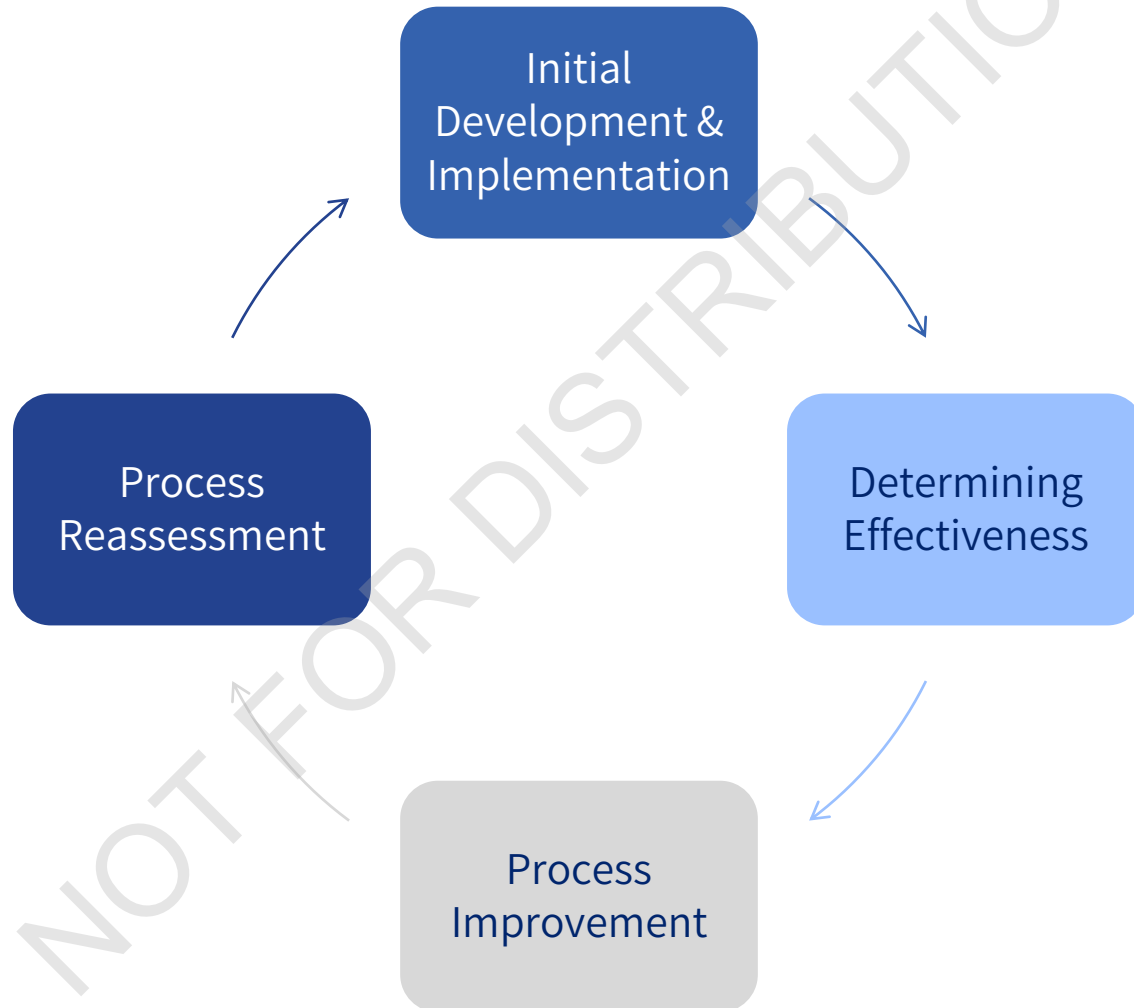 Initial
Development &
Implementation
Determining
Effectiveness
Process
Improvement
Process
Reassessment
NOT FOR DISTRIBUTIO